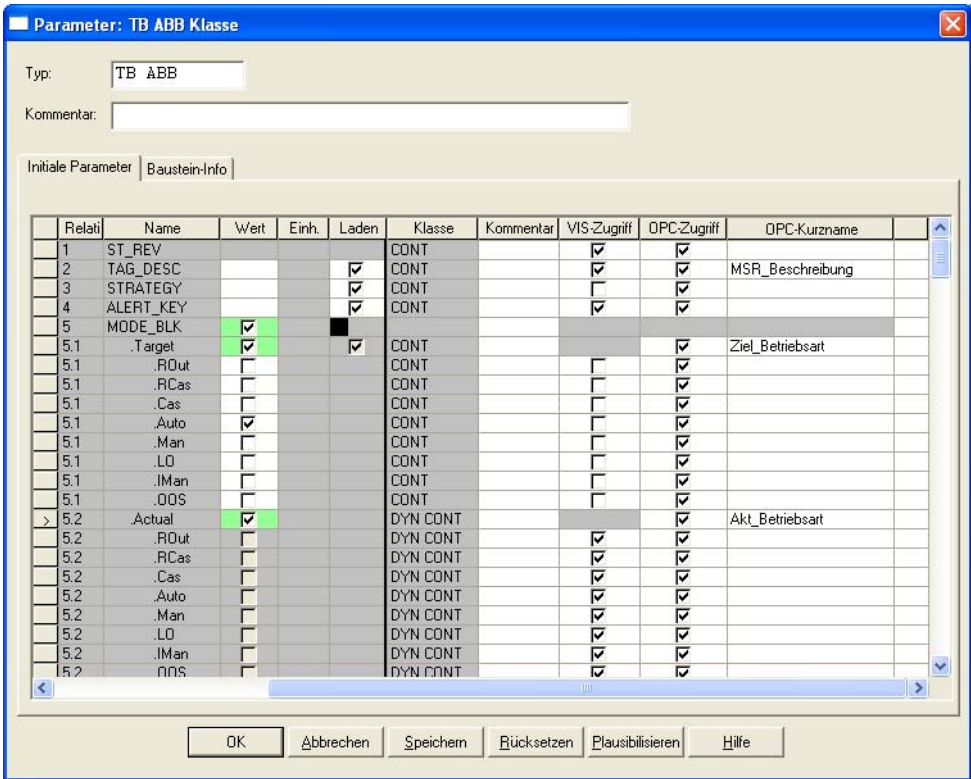 Parameter: TB ABB Klasse
Typ: TB ABB
Kommentar:
Initiale Parameter Baustein-Info
Relati Name Wert Einh. Laden Klasse Kommentar VIS-Zugriff OPC-Zugriff OPC-Kurzname
1 ST_REV CONT
2 TAG_DESC CONT MSR_Beschreibung
3 STRATEGY CONT
4 ALERT_KEY CONT
5 MODE_BLK
5.1 .Target CONT Ziel_Betriebsart
5.1 .ROut CONT
5.1 .RCas CONT
5.1 .Cas CONT
5.1 .Auto CONT
5.1 .Man CONT
5.1 .LO CONT
5.1 .IMan CONT
5.1 .OOS CONT
> 5.2 .Actual DYN CONT Akt_Betriebsart
5.2 .ROut DYN CONT
5.2 .RCas DYN CONT
5.2 .Cas DYN CONT
5.2 .Auto DYN CONT
5.2 .Man DYN CONT
5.2 .LO DYN CONT
5.2 .IMan DYN CONT
5.2 .OOS DYN CONT
OK Abbrechen Speichern Rücksetzen Plausibilisieren Hilfe